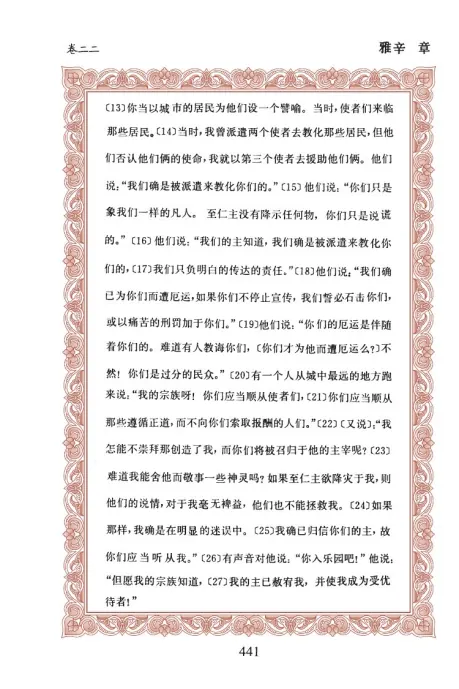 卷二二
雅辛 章
〔13〕你当以城市的居民为他们设一个譬喻。当时，使者们来临
那些居民。〔14〕当时，我曾派遣两个使者去教化那些居民，但他
们否认他们俩的使命，我就以第三个使者去援助他们俩。他们
说：“我们确是被派遣来教化你们的。”〔15〕他们说：“你们只是
象我们一样的凡人。 至仁主没有降示任何物， 你们只是说谎
的。”〔16〕他们说：“我们的主知道，我们确是被派遣来教化你
们的，〔17〕我们只负明白的传达的责任。”〔18〕他们说：“我们确
已为你们而遭厄运，如果你们不停止宣传，我们誓必石击你们，
或以痛苦的刑罚加于你们。”〔19〕他们说：“你们的厄运是伴随
着你们的。难道有人教诲你们，〔你们才为他而遭厄运么？〕不
然！ 你们是过分的民众。”〔20〕有一个人从城中最远的地方跑
来说：“我的宗族呀！ 你们应当顺从使者们，〔21〕你们应当顺从
那些遵循正道，而不向你们索取报酬的人们。”〔22〕〔又说〕：“我
怎能不崇拜那创造了我，而你们将被召归于他的主宰呢？〔23〕
难道我能舍他而敬事一些神灵吗？如果至仁主欲降灾于我，则
他们的说情，对于我毫无裨益，他们也不能拯救我。〔24〕如果
那样，我确是在明显的迷误中。〔25〕我确已归信你们的主，故
你们应当听从我。”〔26〕有声音对他说：“你入乐园吧！”他说：
“但愿我的宗族知道，〔27〕我的主已赦宥我，并使我成为受优
待者！”
441